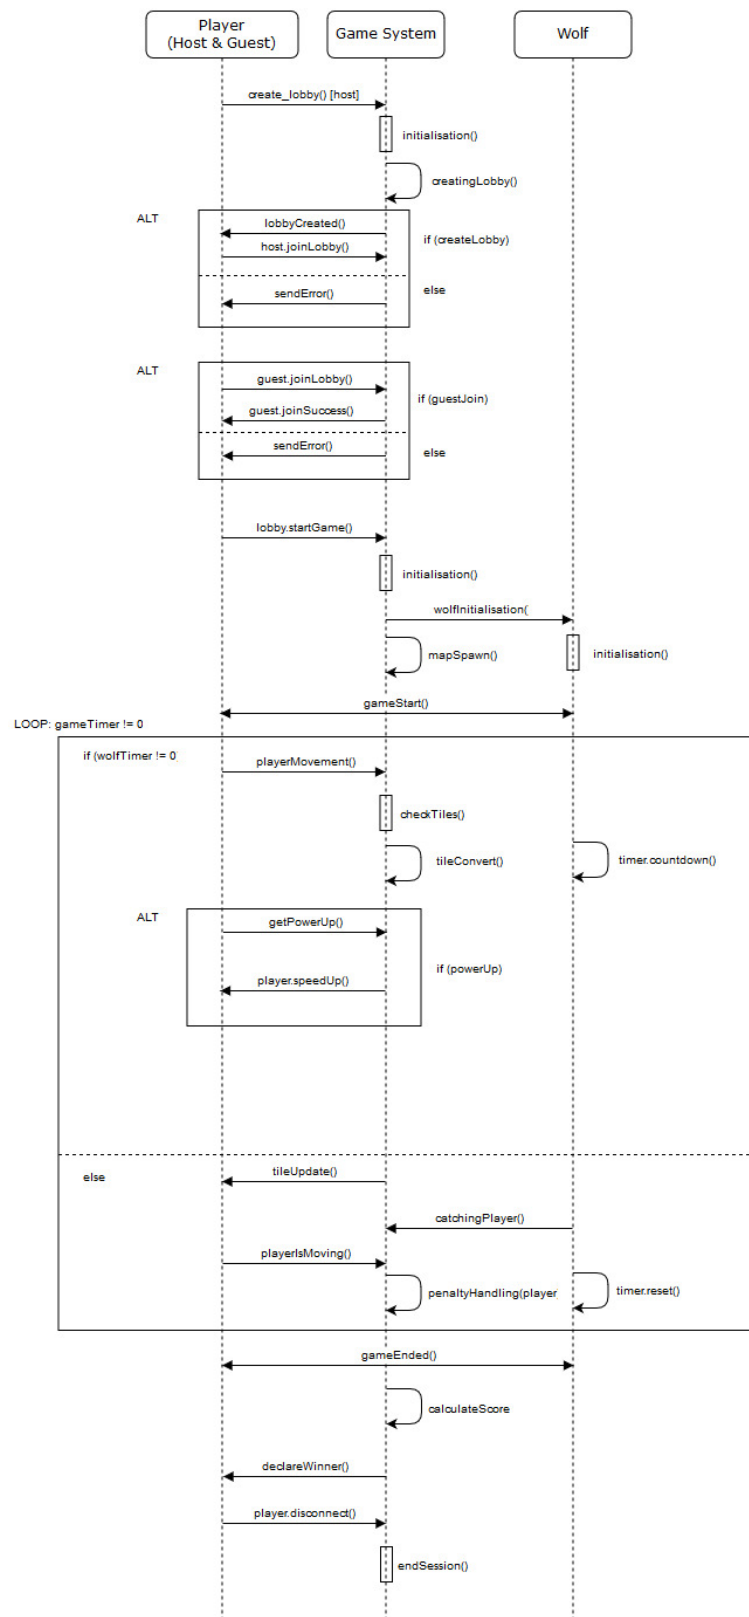 Player
(Host & Guest)
Game System
Wolf
create_lobby() [host]
initialisation()
creatingLobby()
ALT
lobbyCreated()
if (createLobby)
host.joinLobby()
else
sendError()
ALT
guest.joinLobby()
if (guestJoin)
guest.joinSuccess()
sendError()
else
lobby.startGame()
initialisation()
wolfInitialisation(
mapSpawn()
initialisation()
gameStart()
LOOP: gameTimer != 0
if (wolfTimer != 0
playerMovement()
checkTiles()
tileConvert()
timer.countdown()
ALT
getPowerUp()
if (powerUp)
player.speedUp()
else
tileUpdate()
catchingPlayer()
playerIsMoving()
penaltyHandling(player
timer.reset()
gameEnded()
calculateScore
declareWinner()
player.disconnect()
endSession()